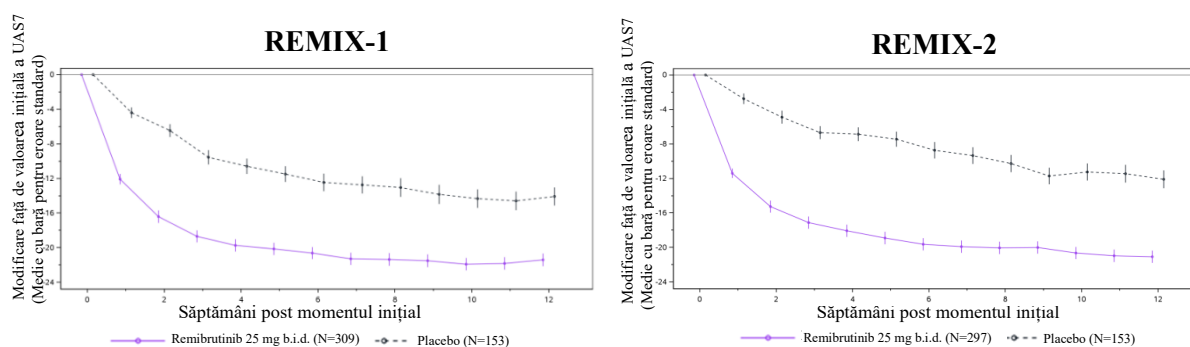 REMIX-1
Modificare față de valoarea inițială a UAS7
(Medie cu bară pentru eroare standard)
0
-4
-8
-12
-16
-20
-24
0
2
4
6
8
10
12
Săptămâni post momentul inițial
Remibrutinib 25 mg b.i.d. (N=309)
Placebo (N=153)
REMIX-2
Modificare față de valoarea inițială a UAS7
(Medie cu bară pentru eroare standard)
0
-4
-8
-12
-16
-20
-24
0
2
4
6
8
10
12
Săptămâni post momentul inițial
Remibrutinib 25 mg b.i.d. (N=297)
Placebo (N=153)